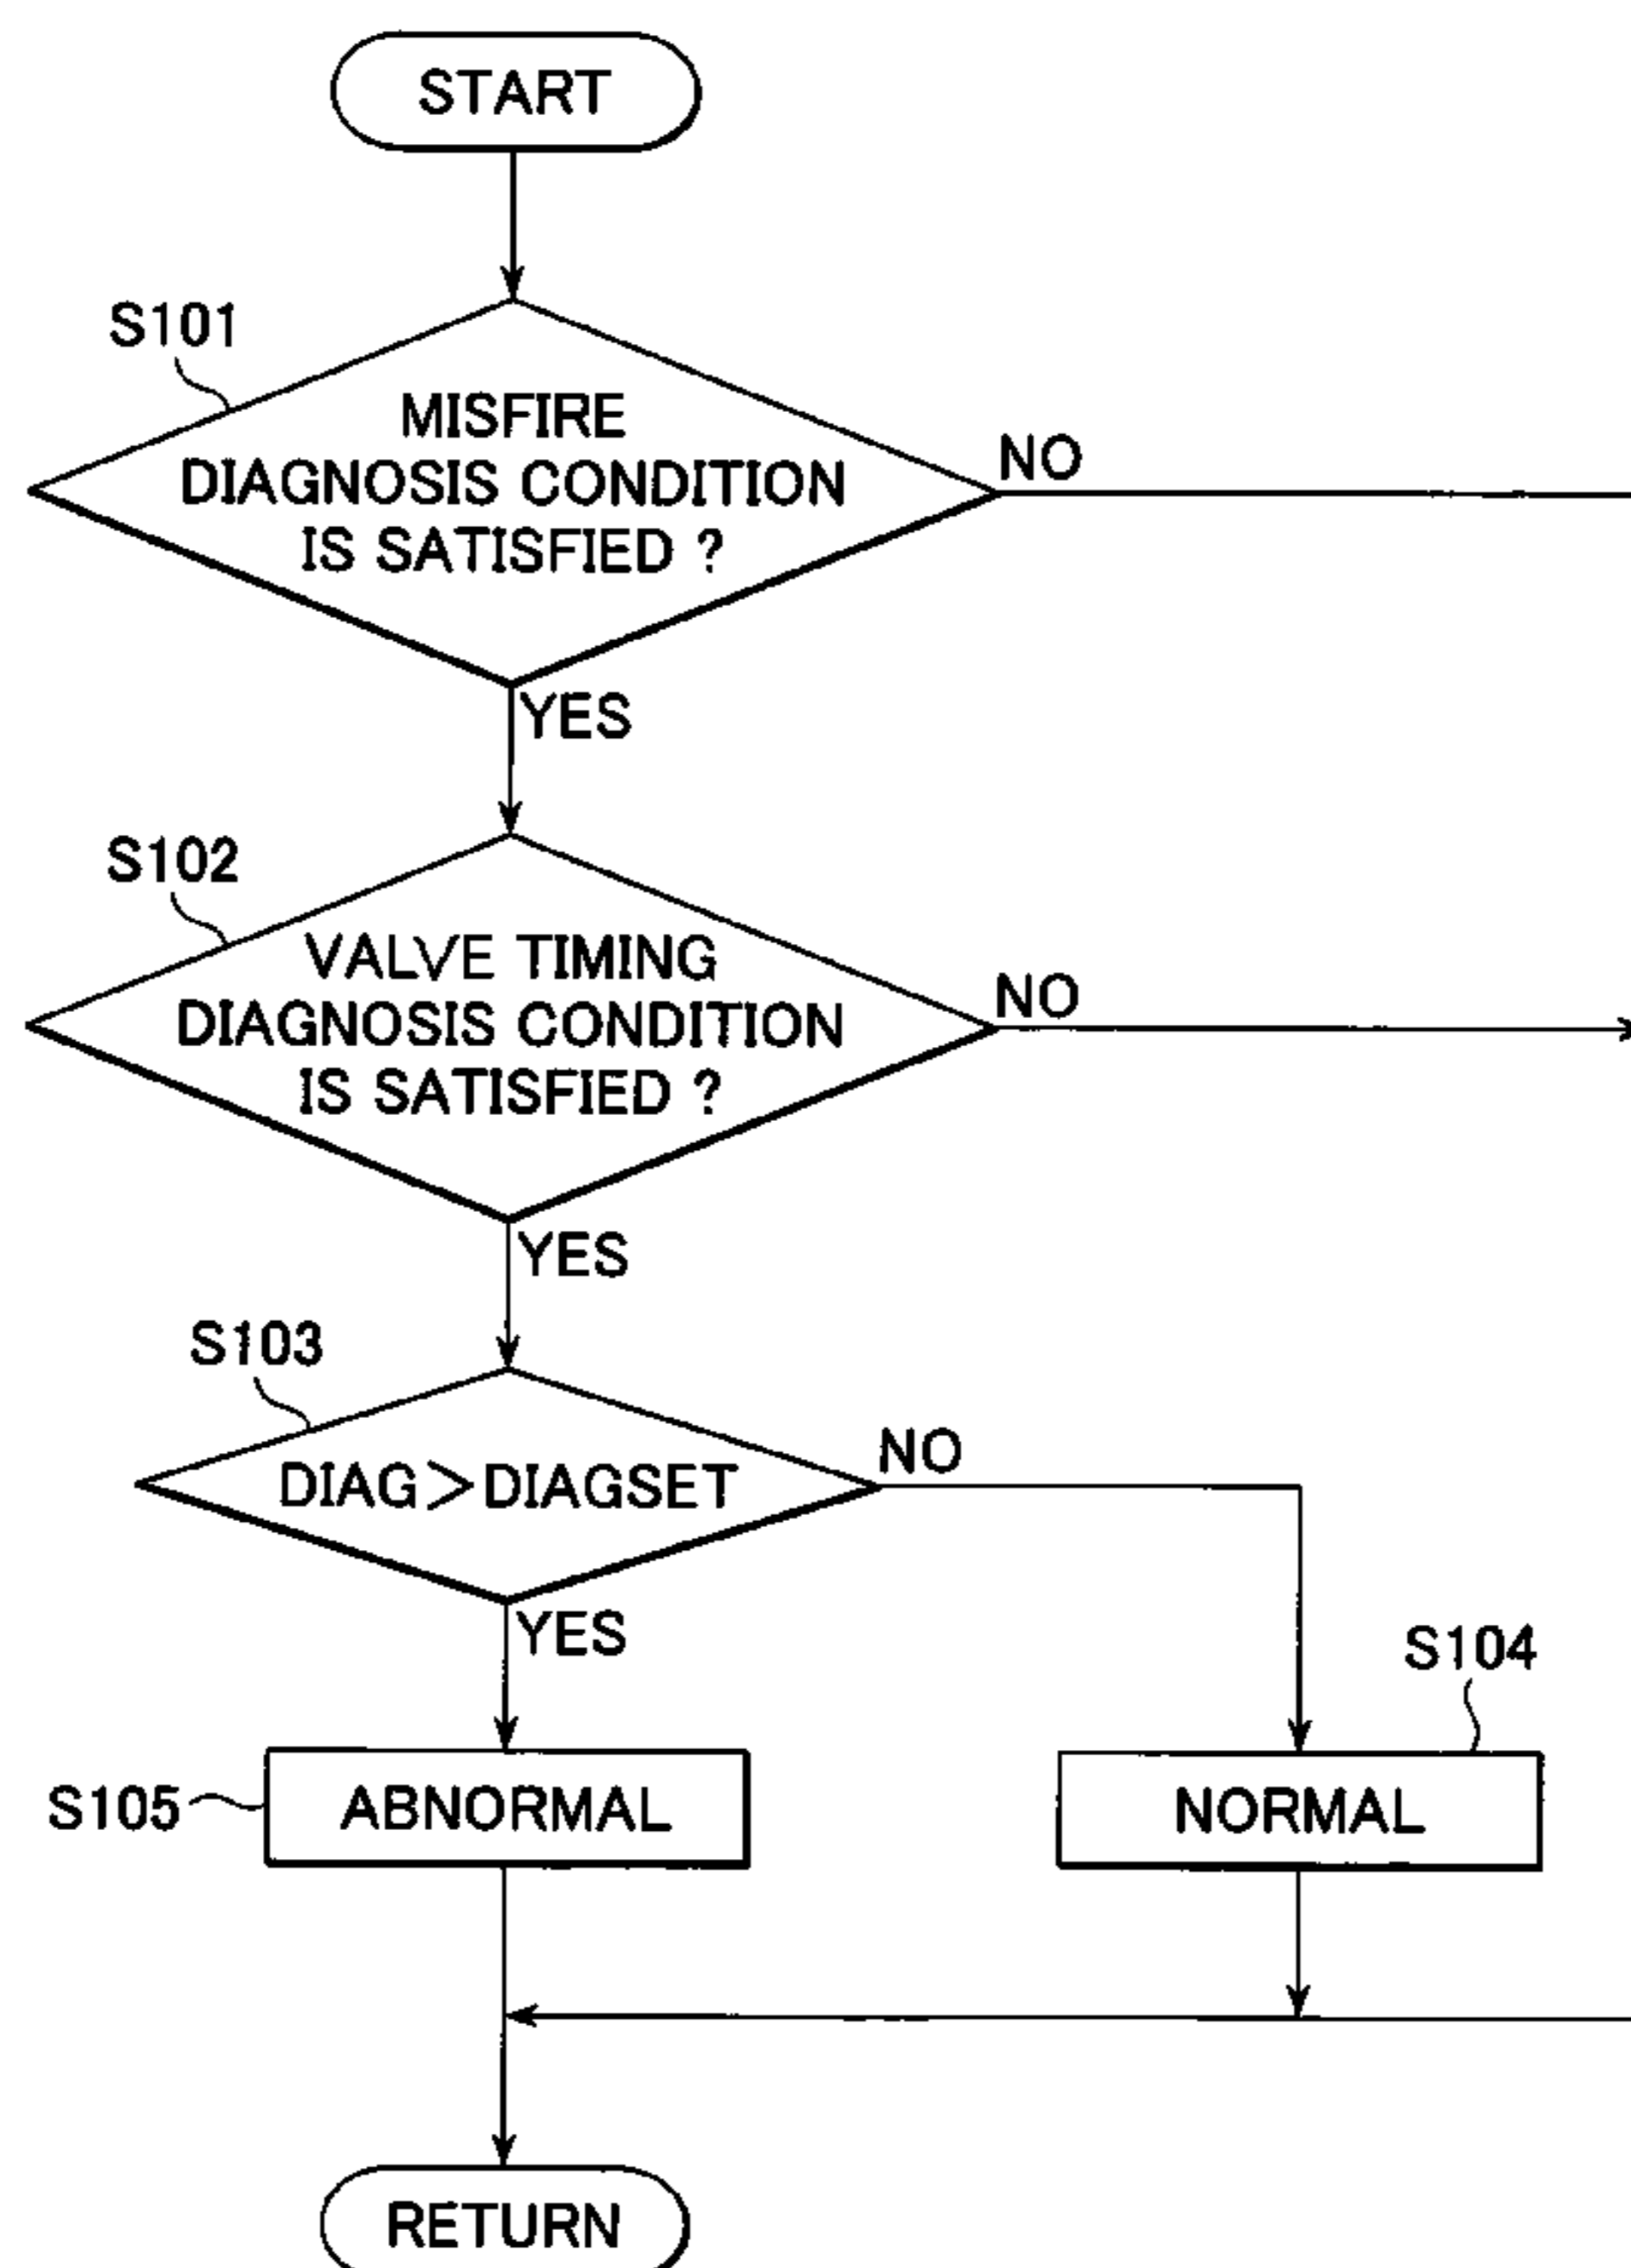 START
S101
MISFIRE
DIAGNOSIS CONDITION
IS SATISFIED ?
NO
YES
S102
VALVE TIMING
DIAGNOSIS CONDITION
IS SATISFIED ?
NO
YES
S103
DIAG>DIAGSET
NO
YES
S104
S105
ABNORMAL
NORMAL
RETURN